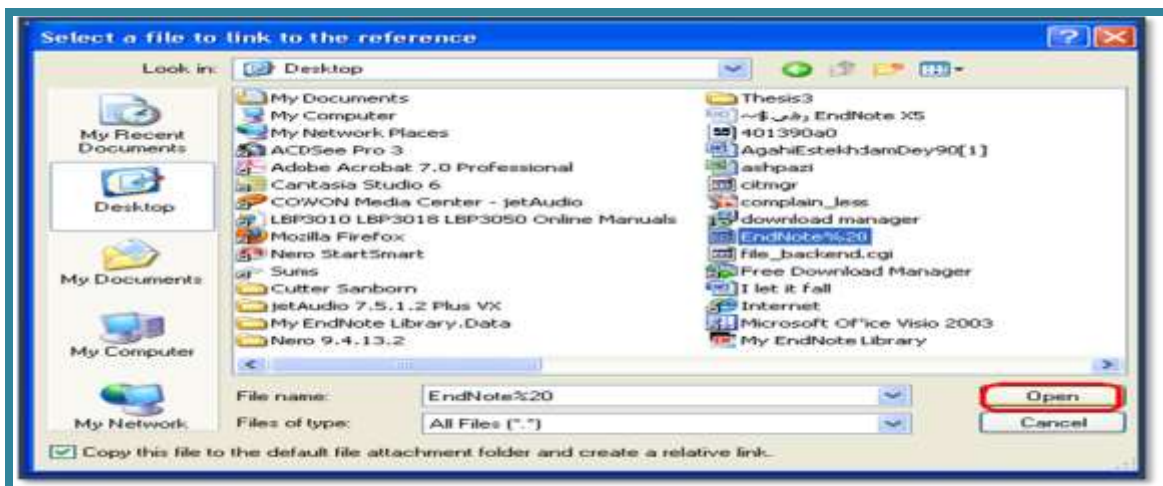 Select a file to link to the reference
Look in:
Desktop
My Recent
Documents
Desktop
My Documents
My Computer
My Network
My Documents
My Computer
My Network Places
ACDSee Pro 3
Adobe Acrobat 7.0 Professional
Camtasia Studio 6
COWON Media Center - jetAudio
LBP3010 LBP3018 LBP3050 Online Manuals
Mozilla Firefox
Nero StartSmart
Sums
Cutter Sanborn
jetAudio 7.5.1.2 Plus VX
My EndNote Library.Data
Nero 9.4.13.2
Thesis3
EndNote X5
401390a0
AgahiEstekhdamDey90[1]
ashpazi
citmgr
complain_less
download manager
EndNote%20
file_backend.cgi
Free Download Manager
I let it fall
Internet
Microsoft Office Visio 2003
My EndNote Library
File name:
EndNote%20
Open
Files of type:
All Files (*.*)
Cancel
Copy this file to the default file attachment folder and create a relative link.